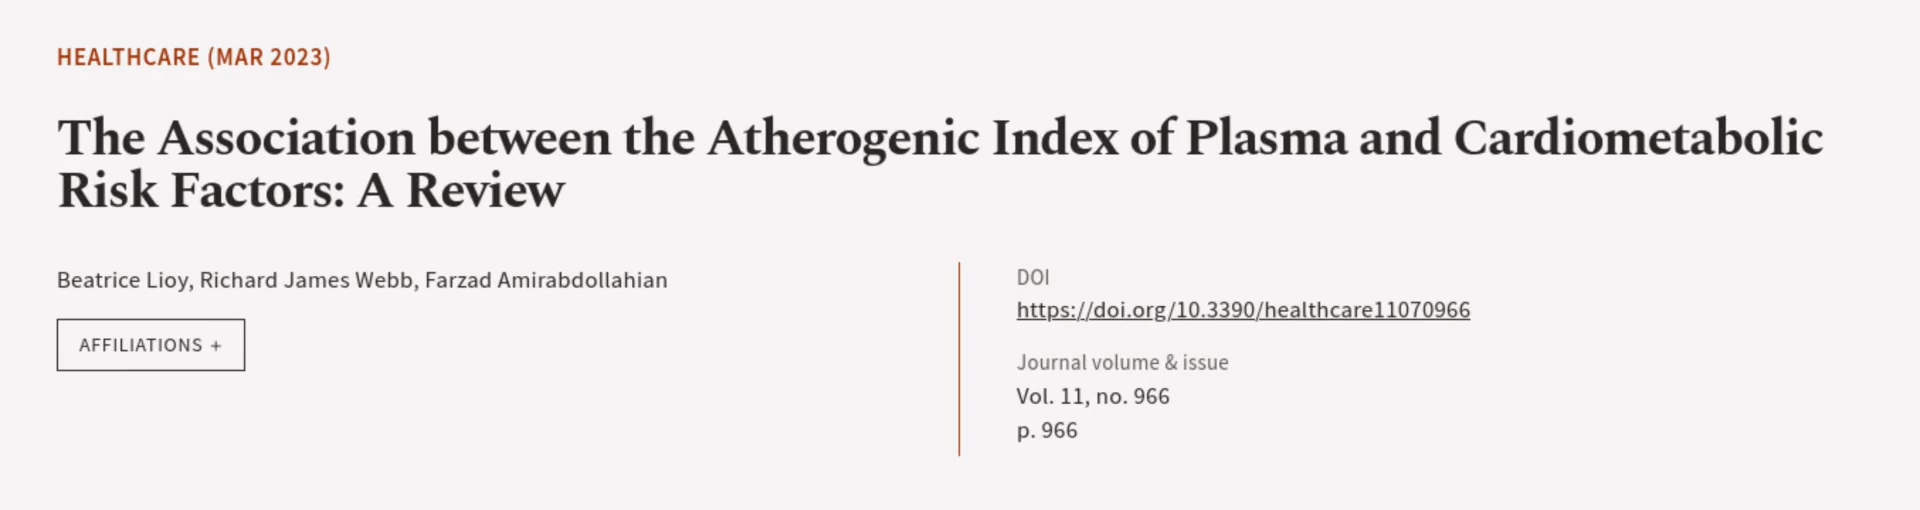 HEALTHCARE (MAR 2023)
The Association between the Atherogenic Index of Plasma and Cardiometabolic
Risk Factors: A Review
Beatrice Lioy, Richard James Webb, Farzad Amirabdollahian
AFFILIATIONS +
DOI
https://doi.org/10.3390/healthcare11070966
Journal volume & issue
Vol. 11, no. 966
p. 966